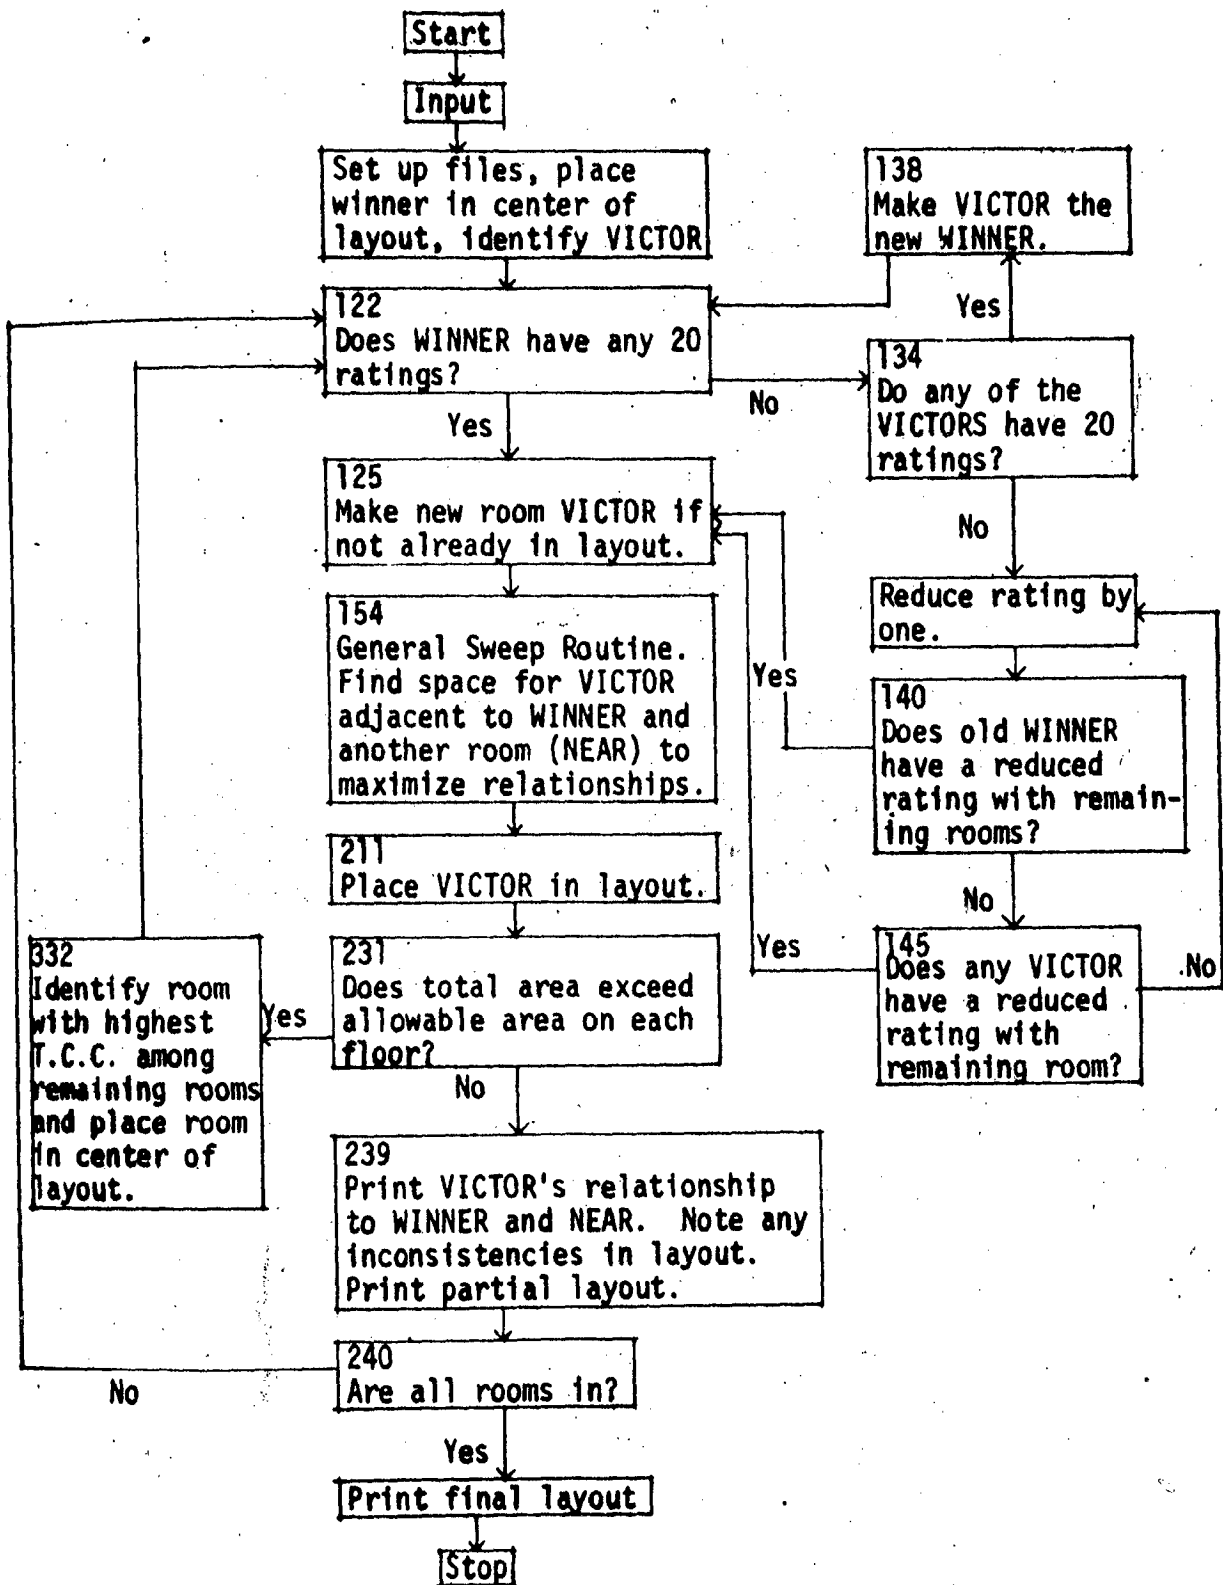 Start
Input
Set up files, place
winner in center of
layout, identify VICTOR
138
Make VICTOR the
new WINNER.
Yes
122
Does WINNER have any 20
ratings?
No
Yes
134
Do any of the
VICTORS have 20
ratings?
No
125
Make new room VICTOR if
not already in layout.
Reduce rating by
one.
154
General Sweep Routine.
Find space for VICTOR
adjacent to WINNER and
another room (NEAR) to
maximize relationships.
Yes
140
Does old WINNER
have a reduced
rating with remain-
ing rooms?
No
211
Place VICTOR in layout.
Yes
145
Does any VICTOR
have a reduced
rating with
remaining room?
No
231
Does total area exceed
allowable area on each
floor?
Yes
No
332
Identify room
with highest
T.C.C. among
remaining rooms
and place room
in center of
layout.
239
Print VICTOR's relationship
to WINNER and NEAR. Note any
inconsistencies in layout.
Print partial layout.
240
Are all rooms in?
No
Yes
Print final layout
Stop